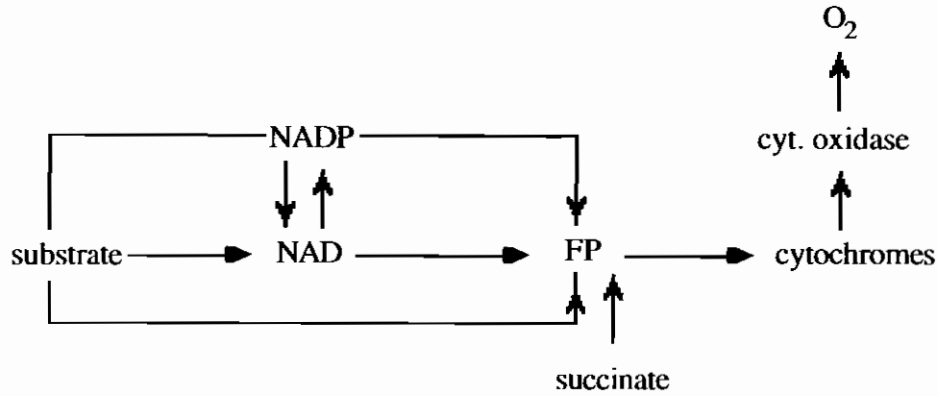 O2
NADP
cyt. oxidase
substrate NAD FP cytochromes
succinate